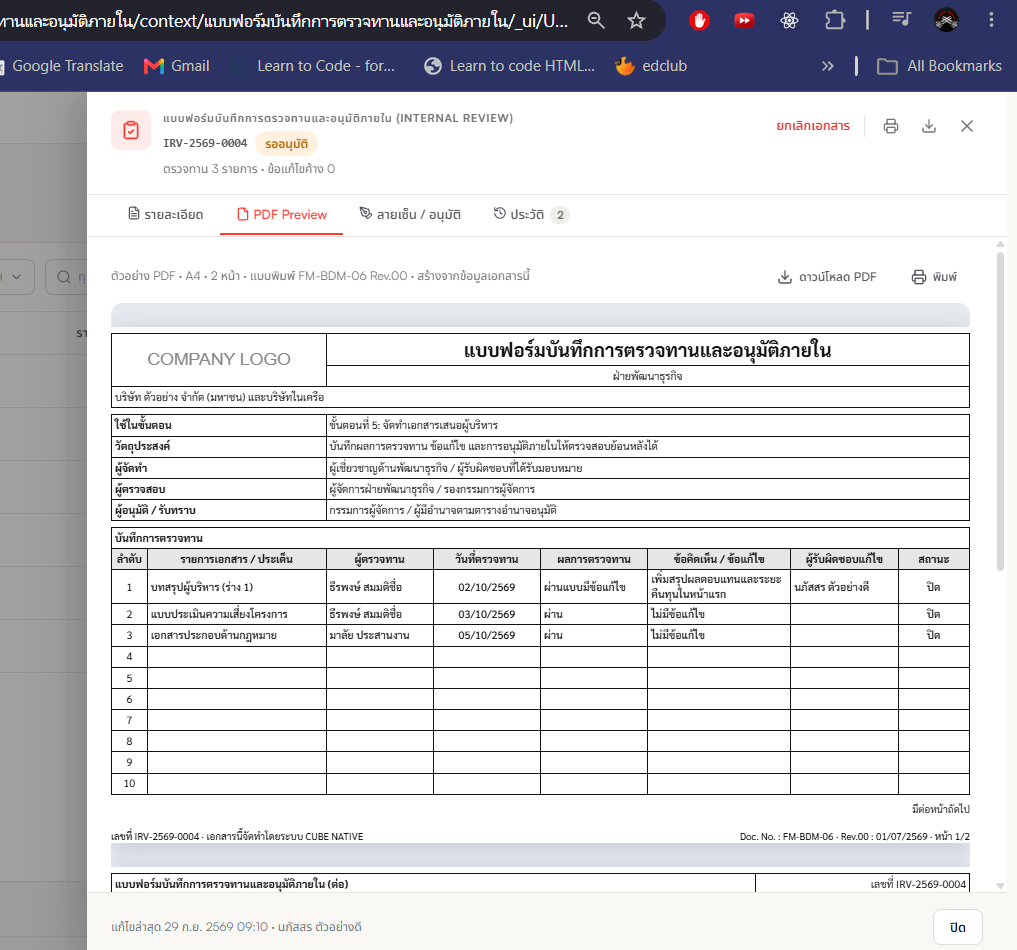 านและอนุมัติภายใน/context/แบบฟอร์มบันทึกการตรวจทานและอนุมัติภายใน/_ui/U...
Google Translate
Gmail
Learn to Code - for...
Learn to code HTML...
edclub
All Bookmarks
แบบฟอร์มบันทึกการตรวจทานและอนุมัติภายใน (INTERNAL REVIEW)
IRV-2569-0004 รออนุมัติ
ตรวจทาน 3 รายการ • ข้อแก้ไขค้าง 0
ยกเลิกเอกสาร
รายละเอียด
PDF Preview
ลายเซ็น / อนุมัติ
ประวัติ 2
ตัวอย่าง PDF • A4 • 2 หน้า • แบบพิมพ์ FM-BDM-06 Rev.00 • สร้างจากข้อมูลเอกสารนี้
ดาวน์โหลด PDF
พิมพ์
COMPANY LOGO
แบบฟอร์มบันทึกการตรวจทานและอนุมัติภายใน
ฝ่ายพัฒนาธุรกิจ
บริษัท ตัวอย่าง จำกัด (มหาชน) และบริษัทในเครือ
ใช้ในขั้นตอน ขั้นตอนที่ 5: จัดทำเอกสารเสนอผู้บริหาร
วัตถุประสงค์ บันทึกผลการตรวจทาน ข้อแก้ไข และการอนุมัติภายในให้ตรวจสอบย้อนหลังได้
ผู้จัดทำ ผู้เชี่ยวชาญด้านพัฒนาธุรกิจ / ผู้รับผิดชอบที่ได้รับมอบหมาย
ผู้ตรวจสอบ ผู้จัดการฝ่ายพัฒนาธุรกิจ / รองกรรมการผู้จัดการ
ผู้อนุมัติ / รับทราบ กรรมการผู้จัดการ / ผู้มีอำนาจตามตารางอำนาจอนุมัติ
บันทึกการตรวจทาน
ลำดับ รายการเอกสาร / ประเด็น ผู้ตรวจทาน วันที่ตรวจทาน ผลการตรวจทาน ข้อคิดเห็น / ข้อแก้ไข ผู้รับผิดชอบแก้ไข สถานะ
1 บทสรุปผู้บริหาร (ร่าง 1) ธีรพงษ์ สมมติชื่อ 02/10/2569 ผ่านแบบมีข้อแก้ไข เพิ่มสรุปผลตอบแทนและระยะ
คืนทุนในหน้าแรก นภัสสร ตัวอย่างดี ปิด
2 แบบประเมินความเสี่ยงโครงการ ธีรพงษ์ สมมติชื่อ 03/10/2569 ผ่าน ไม่มีข้อแก้ไข ปิด
3 เอกสารประกอบด้านกฎหมาย มาลัย ประสานงาน 05/10/2569 ผ่าน ไม่มีข้อแก้ไข ปิด
4
5
6
7
8
9
10
มีต่อหน้าถัดไป
เลขที่ IRV-2569-0004 · เอกสารนี้จัดทำโดยระบบ CUBE NATIVE
Doc. No. : FM-BDM-06 · Rev.00 : 01/07/2569 · หน้า 1/2
แบบฟอร์มบันทึกการตรวจทานและอนุมัติภายใน (ต่อ) เลขที่ IRV-2569-0004
แก้ไขล่าสุด 29 ก.ย. 2569 09:10 • นภัสสร ตัวอย่างดี
ปิด